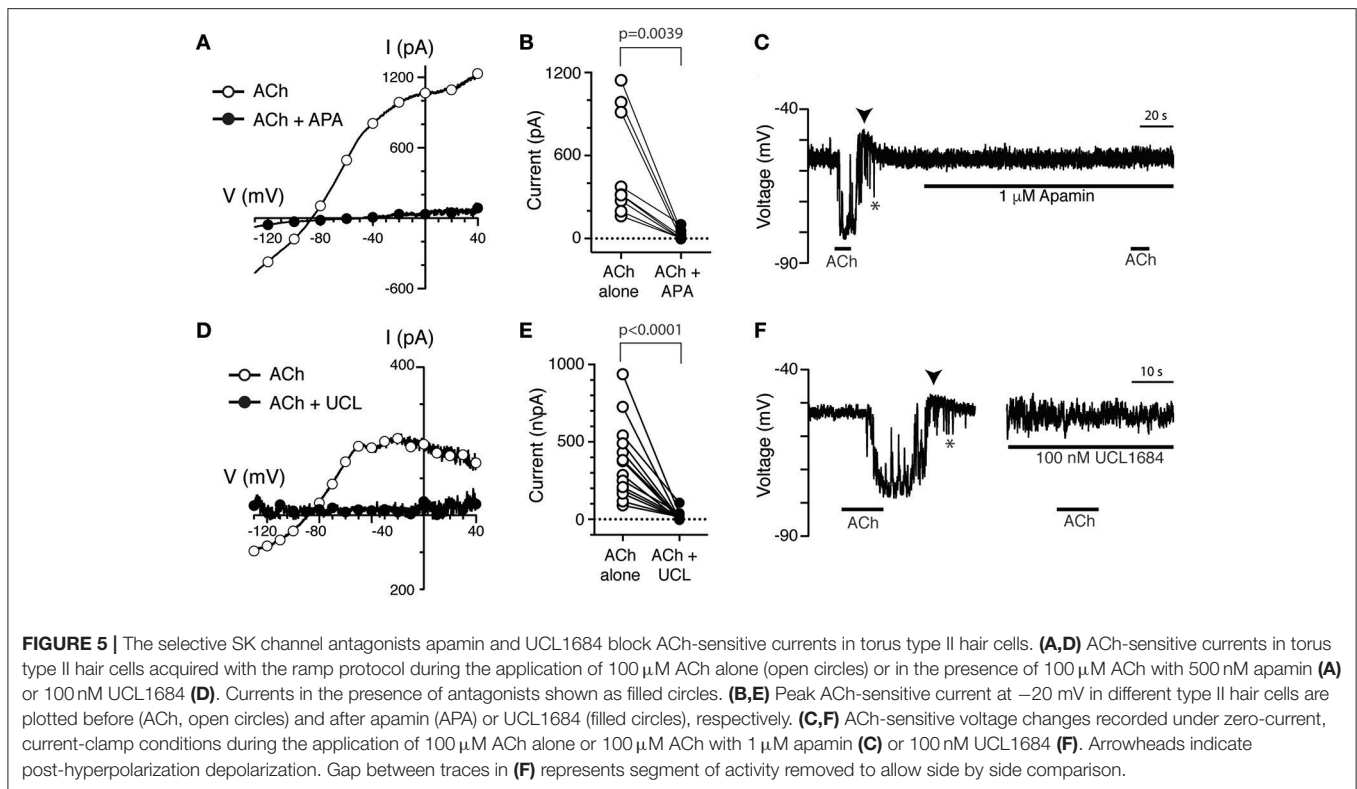 A
I (pA)
ACh
ACh + APA
1200
600
V (mV)
-120
-80
-40
40
-600
B
p=0.0039
Current (pA)
1200
600
0
ACh alone
ACh + APA
C
-40
20 s
Voltage (mV)
*
1 µM Apamin
-90
ACh
ACh
D
I (pA)
ACh
ACh + UCL
400
V (mV)
-120
-80
-40
40
200
E
p<0.0001
Current (n\pA)
1000
500
0
ACh alone
ACh + UCL
F
-40
10 s
Voltage (mV)
*
100 nM UCL1684
-90
ACh
ACh
FIGURE 5 | The selective SK channel antagonists apamin and UCL1684 block ACh-sensitive currents in torus type II hair cells. (A,D) ACh-sensitive currents in torus
type II hair cells acquired with the ramp protocol during the application of 100 µM ACh alone (open circles) or in the presence of 100 µM ACh with 500 nM apamin (A)
or 100 nM UCL1684 (D). Currents in the presence of antagonists shown as filled circles. (B,E) Peak ACh-sensitive current at −20 mV in different type II hair cells are
plotted before (ACh, open circles) and after apamin (APA) or UCL1684 (filled circles), respectively. (C,F) ACh-sensitive voltage changes recorded under zero-current,
current-clamp conditions during the application of 100 µM ACh alone or 100 µM ACh with 1 µM apamin (C) or 100 nM UCL1684 (F). Arrowheads indicate
post-hyperpolarization depolarization. Gap between traces in (F) represents segment of activity removed to allow side by side comparison.